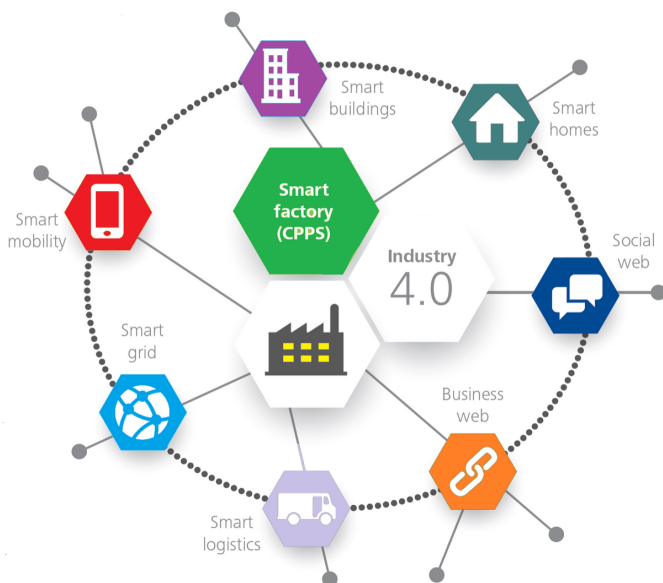 Smart
buildings
Smart
homes
Smart
factory
(CPPS)
Smart
mobility
Industry
4.0
Social
web
Smart
grid
Business
web
Smart
logistics